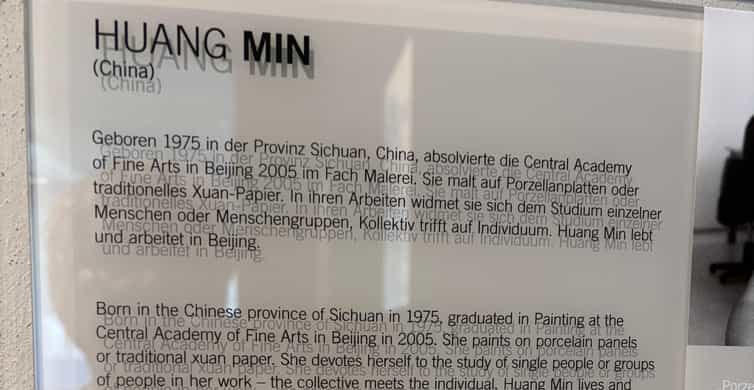 HUANG MIN
(China)
Geboren 1975 in der Provinz Sichuan, China, absolvierte die Central Academy
of Fine Arts in Beijing 2005 im Fach Malerei. Sie malt auf Porzellanplatten oder
traditionelles Xuan-Papier. In ihren Arbeiten widmet sie sich dem Studium einzelner
Menschen oder Menschengruppen, Kollektiv trifft auf Individuum. Huang Min lebt
und arbeitet in Beijing.
Born in the Chinese province of Sichuan in 1975, graduated in Painting at the
Central Academy of Fine Arts in Beijing in 2005. She paints on porcelain panels
or traditional xuan paper. She devotes herself to the study of single people or groups
of people in her work – the collective meets the individual. Huang Min lives and